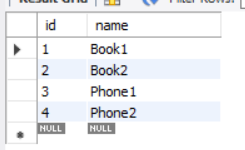 Result Grid Filter Rows:
id name
1 Book1
2 Book2
3 Phone1
4 Phone2
NULL NULL